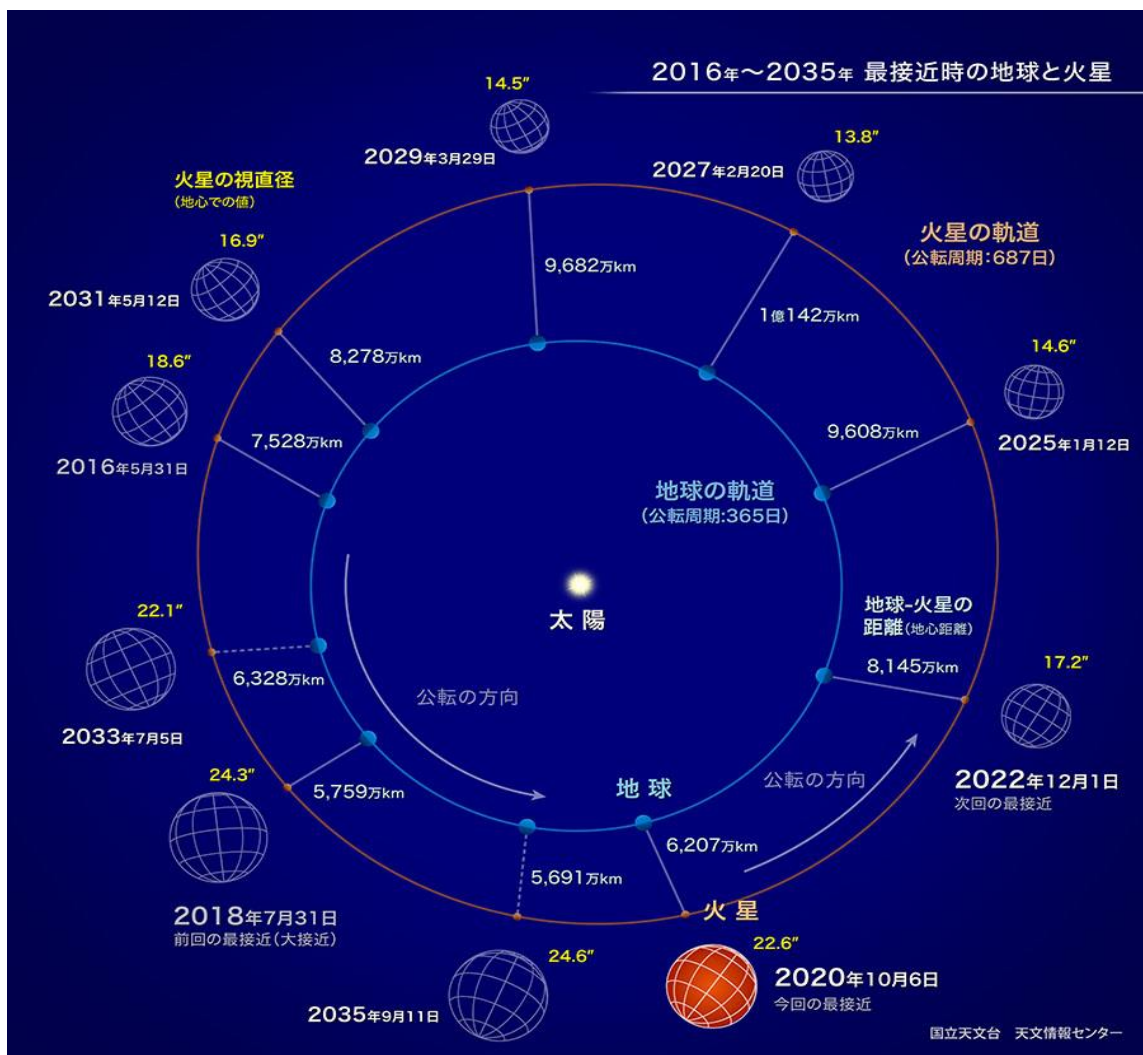 2016年～2035年 最接近時の地球と火星
14.5″
2029年3月29日
13.8″
2027年2月20日
火星の視直径
(地心での値)
16.9″
2031年5月12日
火星の軌道
(公転周期:687日)
9,682万km
1億142万km
8,278万km
18.6″
2016年5月31日
7,528万km
14.6″
2025年1月12日
9,608万km
地球の軌道
(公転周期:365日)
太陽
地球-火星の
距離(地心距離)
8,145万km
17.2″
2022年12月1日
次回の最接近
22.1″
2033年7月5日
6,328万km
公転の方向
24.3″
5,759万km
2018年7月31日
前回の最接近(大接近)
地球
公転の方向
6,207万km
5,691万km
火星
24.6″
2035年9月11日
22.6″
2020年10月6日
今回の最接近
国立天文台 天文情報センター